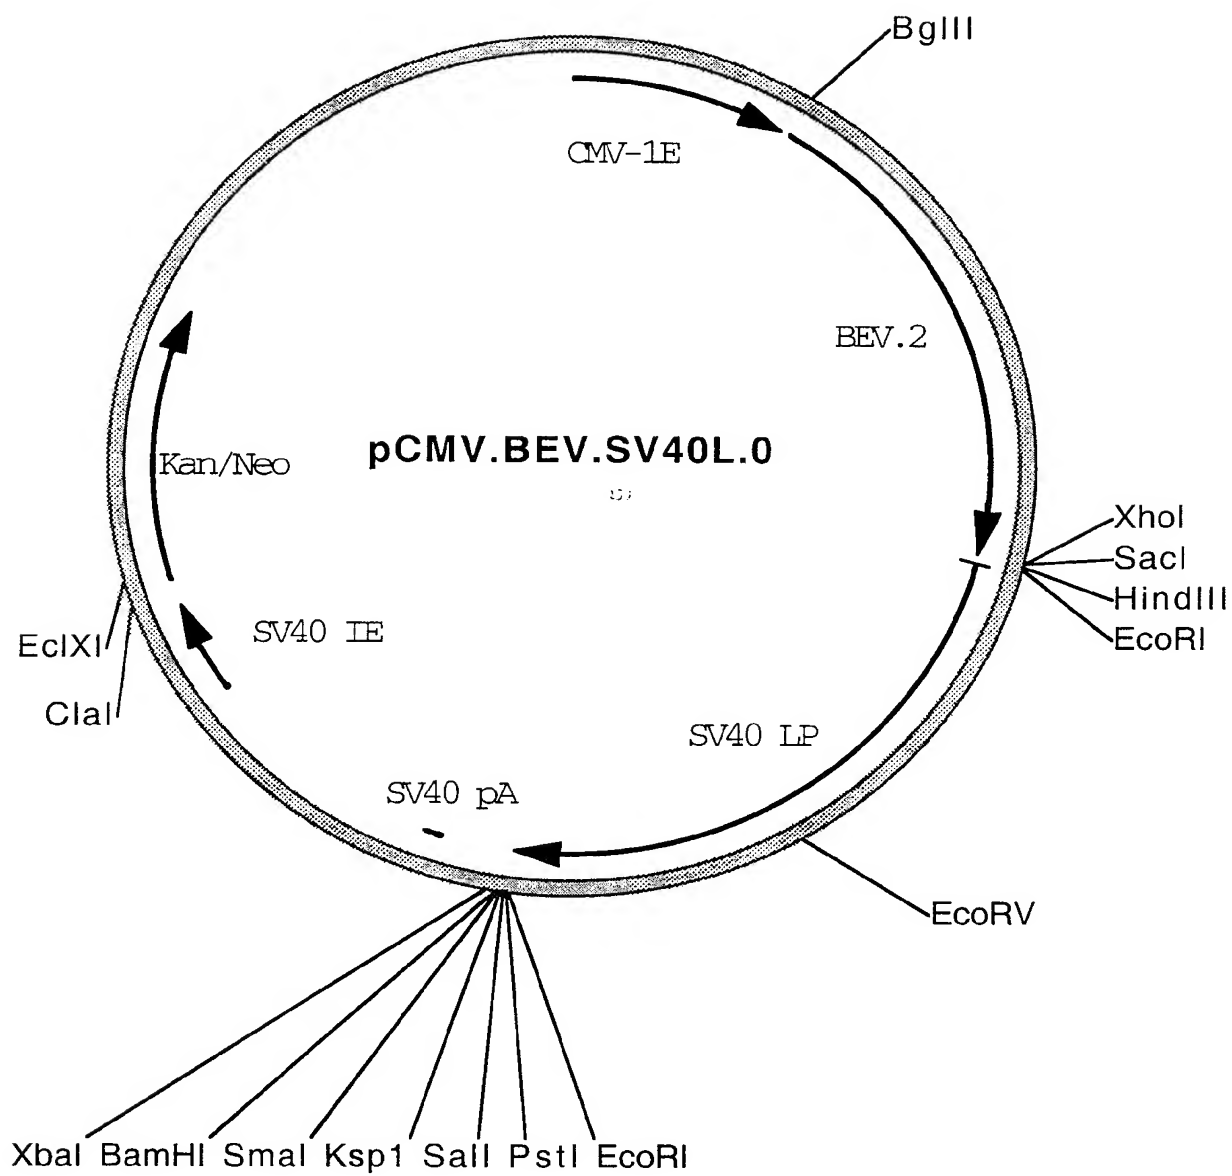 BglII
CMV-1E
BEV.2
pCMV.BEV.SV40L.0
Kan/Neo
XhoI
SacI
HindIII
EcoRI
SV40 IE
EclXI
ClaI
SV40 LP
SV40 pA
EcoRV
XbaI BamHI SmaI Ksp1 SalI PstI EcoRI